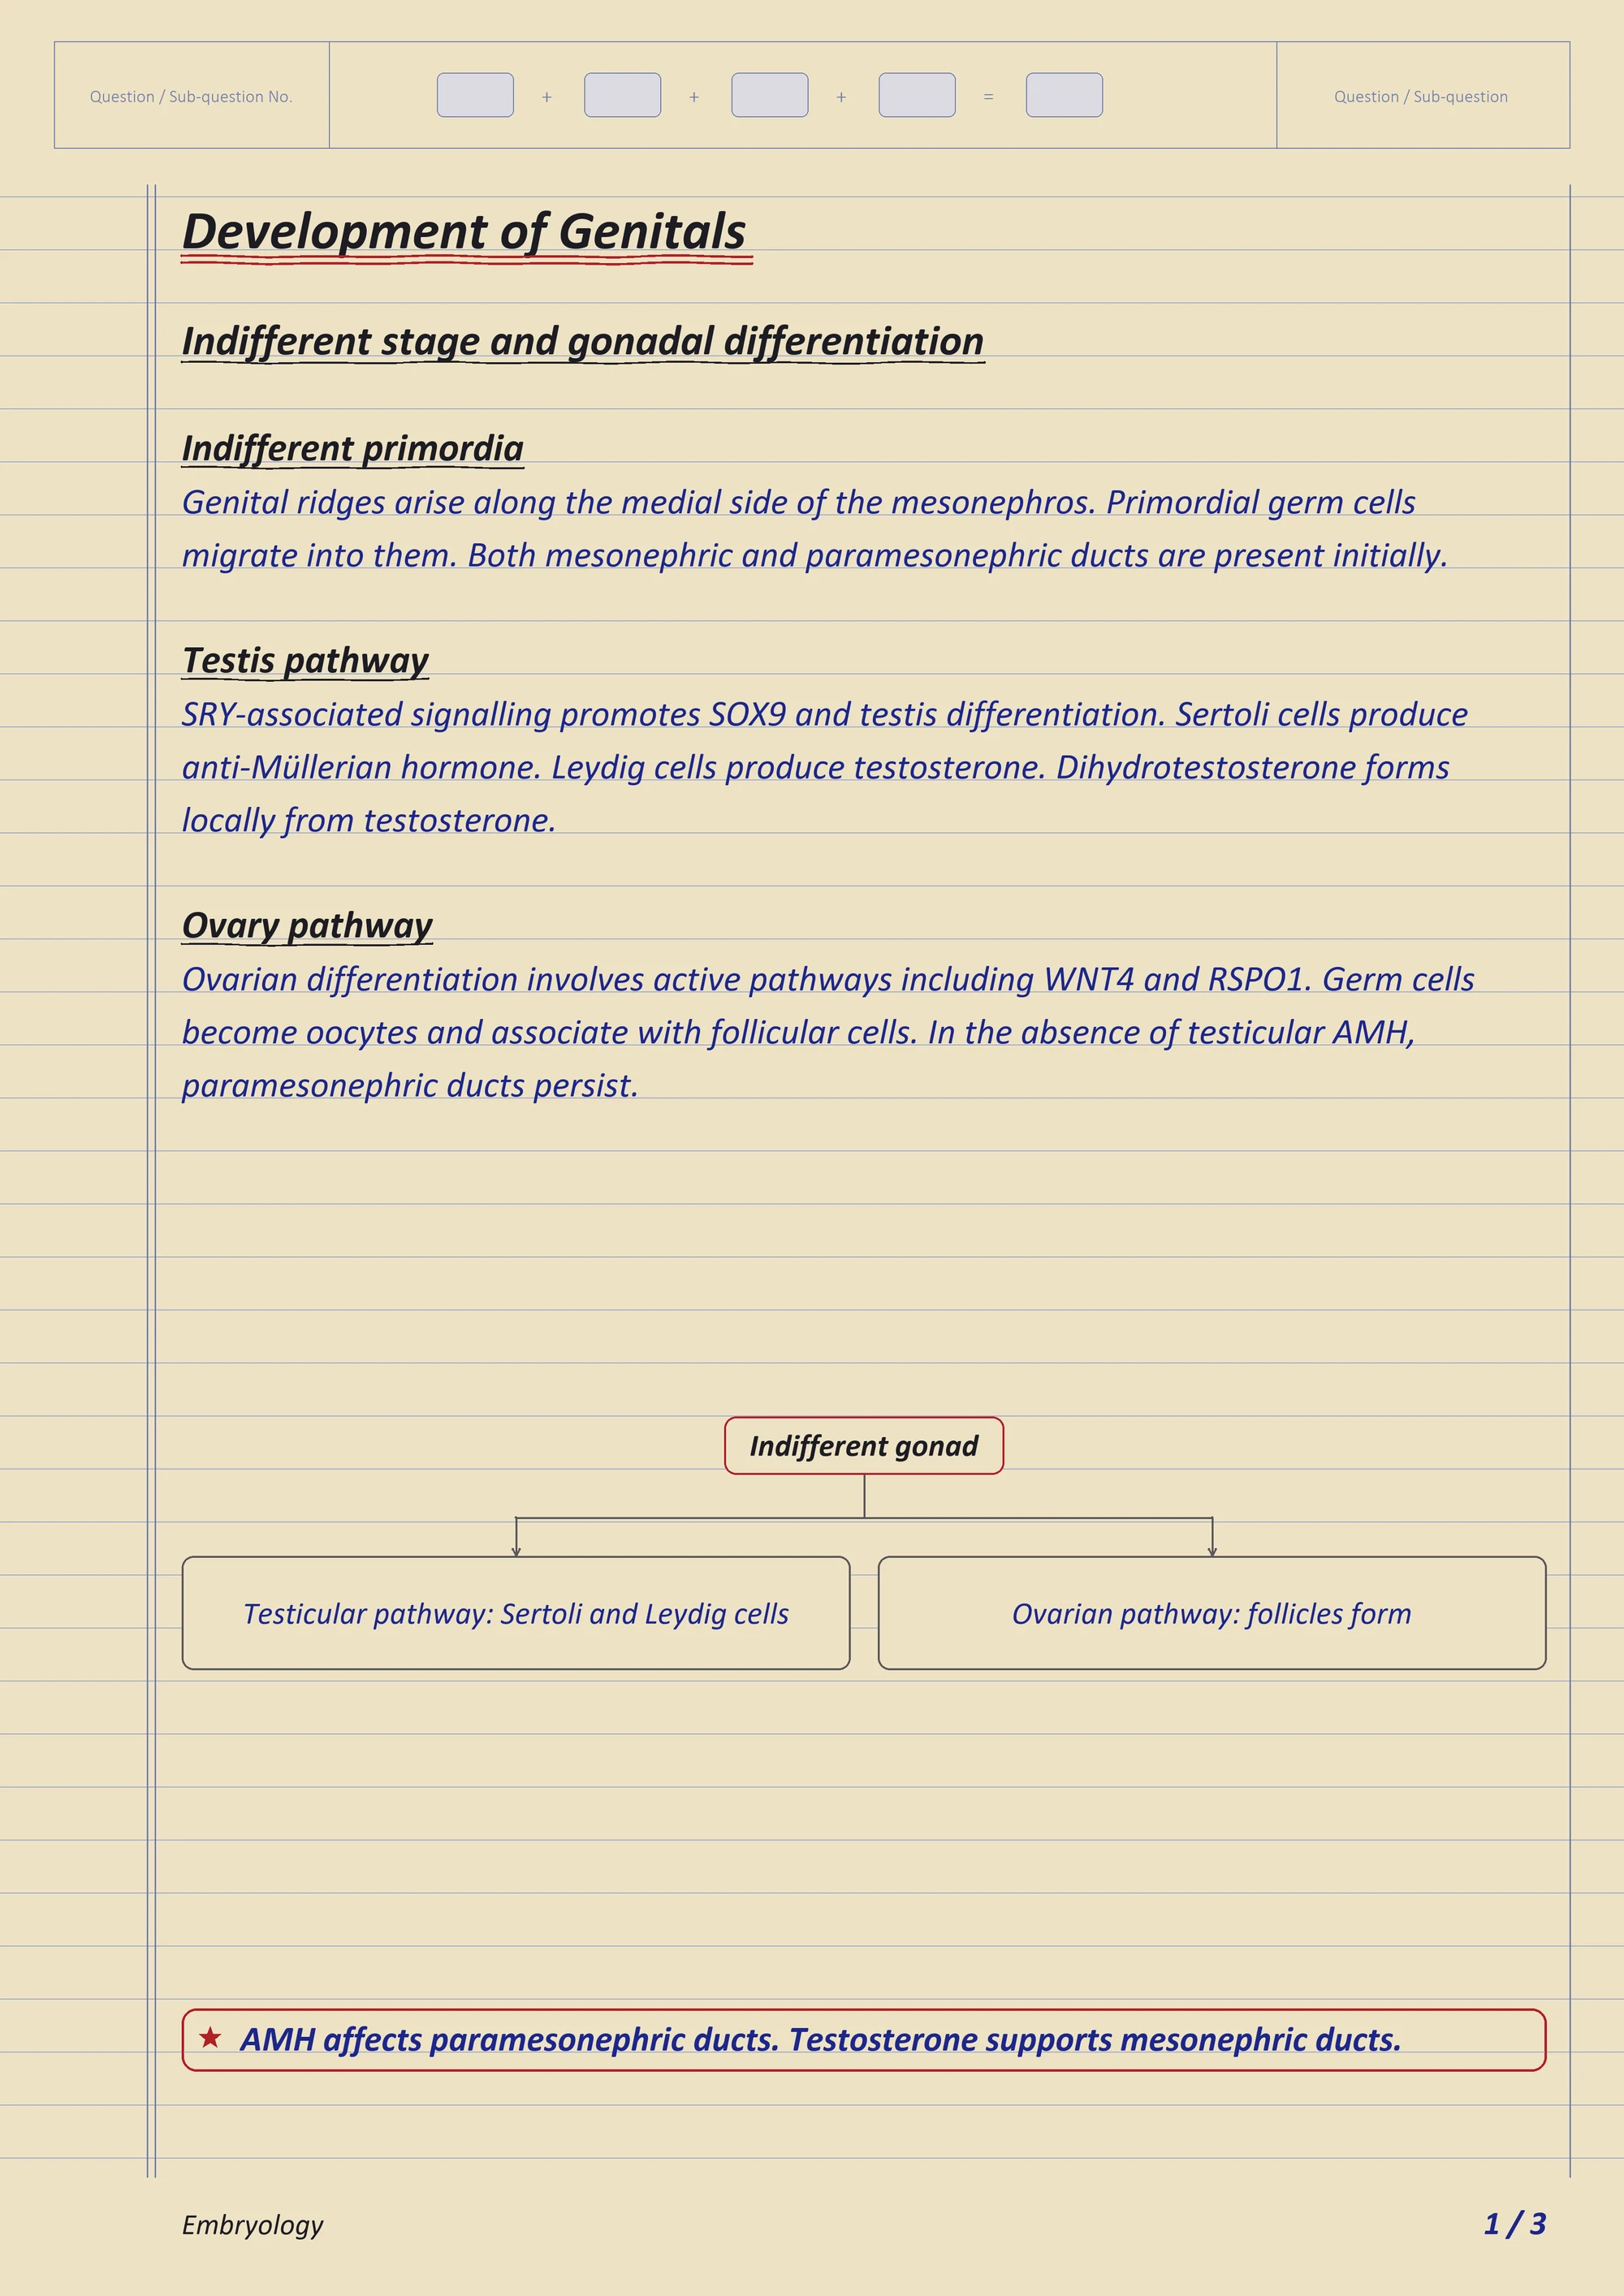 Question / Sub-question No.
+ + + =
Question / Sub-question
Development of Genitals
Indifferent stage and gonadal differentiation
Indifferent primordia
Genital ridges arise along the medial side of the mesonephros. Primordial germ cells
migrate into them. Both mesonephric and paramesonephric ducts are present initially.
Testis pathway
SRY-associated signalling promotes SOX9 and testis differentiation. Sertoli cells produce
anti-Müllerian hormone. Leydig cells produce testosterone. Dihydrotestosterone forms
locally from testosterone.
Ovary pathway
Ovarian differentiation involves active pathways including WNT4 and RSPO1. Germ cells
become oocytes and associate with follicular cells. In the absence of testicular AMH,
paramesonephric ducts persist.
Indifferent gonad
Testicular pathway: Sertoli and Leydig cells
Ovarian pathway: follicles form
★ AMH affects paramesonephric ducts. Testosterone supports mesonephric ducts.
Embryology
1 / 3